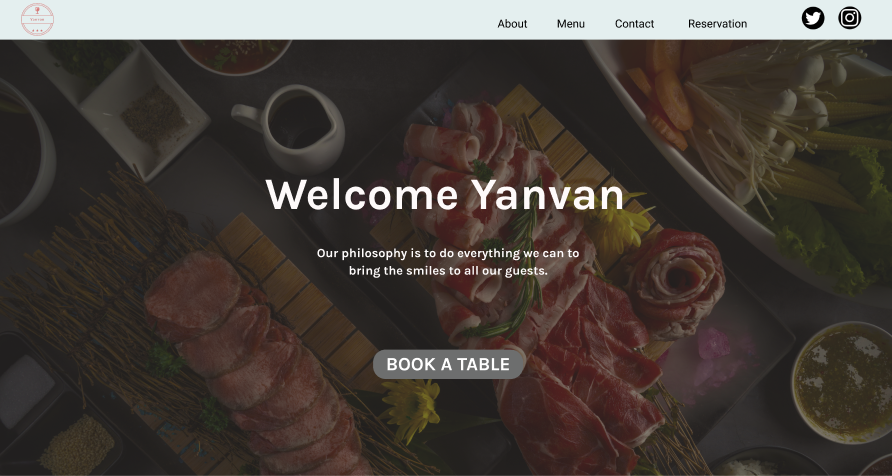 Yanvan
About Menu Contact Reservation
Welcome Yanvan
Our philosophy is to do everything we can to
bring the smiles to all our guests.
BOOK A TABLE